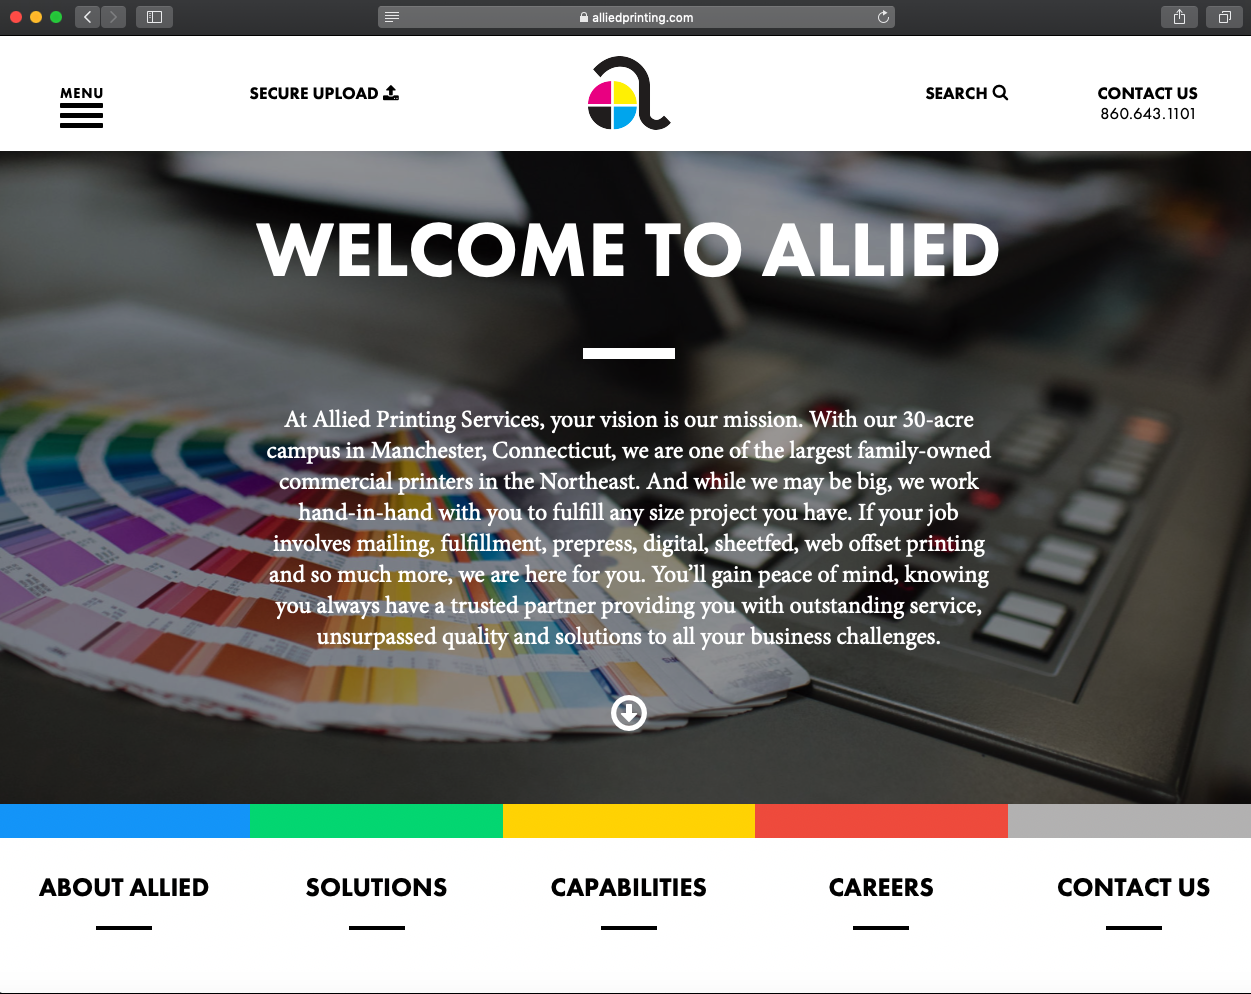 alliedprinting.com
MENU
SECURE UPLOAD
a
SEARCH
CONTACT US
860.643.1101
WELCOME TO ALLIED
At Allied Printing Services, your vision is our mission. With our 30-acre
campus in Manchester, Connecticut, we are one of the largest family-owned
commercial printers in the Northeast. And while we may be big, we work
hand-in-hand with you to fulfill any size project you have. If your job
involves mailing, fulfillment, prepress, digital, sheetfed, web offset printing
and so much more, we are here for you. You’ll gain peace of mind, knowing
you always have a trusted partner providing you with outstanding service,
unsurpassed quality and solutions to all your business challenges.
ABOUT ALLIED
SOLUTIONS
CAPABILITIES
CAREERS
CONTACT US